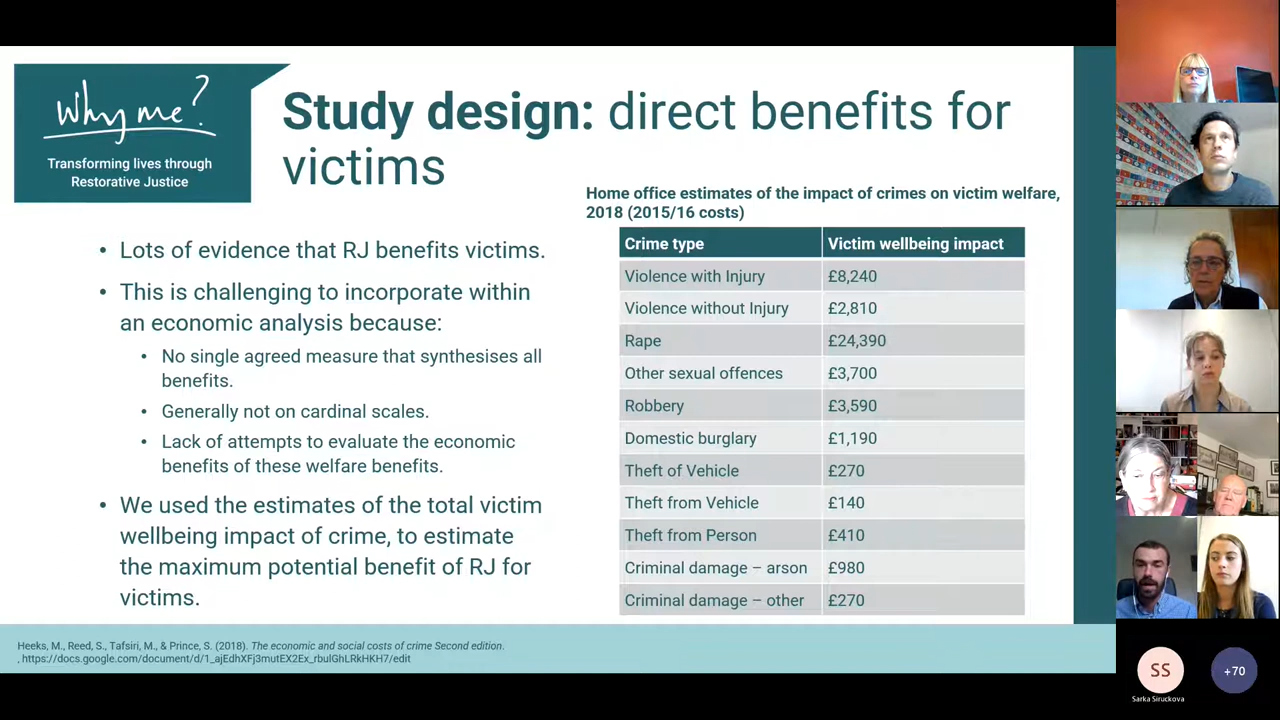 Why me?
Transforming lives through
Restorative Justice
Study design: direct benefits for
victims
Home office estimates of the impact of crimes on victim welfare,
2018 (2015/16 costs)
• Lots of evidence that RJ benefits victims.
• This is challenging to incorporate within
an economic analysis because:
• No single agreed measure that synthesises all
benefits.
• Generally not on cardinal scales.
• Lack of attempts to evaluate the economic
benefits of these welfare benefits.
• We used the estimates of the total victim
wellbeing impact of crime, to estimate
the maximum potential benefit of RJ for
victims.
Crime type Victim wellbeing impact
Violence with Injury £8,240
Violence without Injury £2,810
Rape £24,390
Other sexual offences £3,700
Robbery £3,590
Domestic burglary £1,190
Theft of Vehicle £270
Theft from Vehicle £140
Theft from Person £410
Criminal damage – arson £980
Criminal damage – other £270
Heeks, M., Reed, S., Tafsiri, M., & Prince, S. (2018). The economic and social costs of crime Second edition.
, https://docs.google.com/document/d/1_ajEdhXFj3mutEX2Ex_rbulGhLRkHKH7/edit
SS
Sarka Siruckova
+70